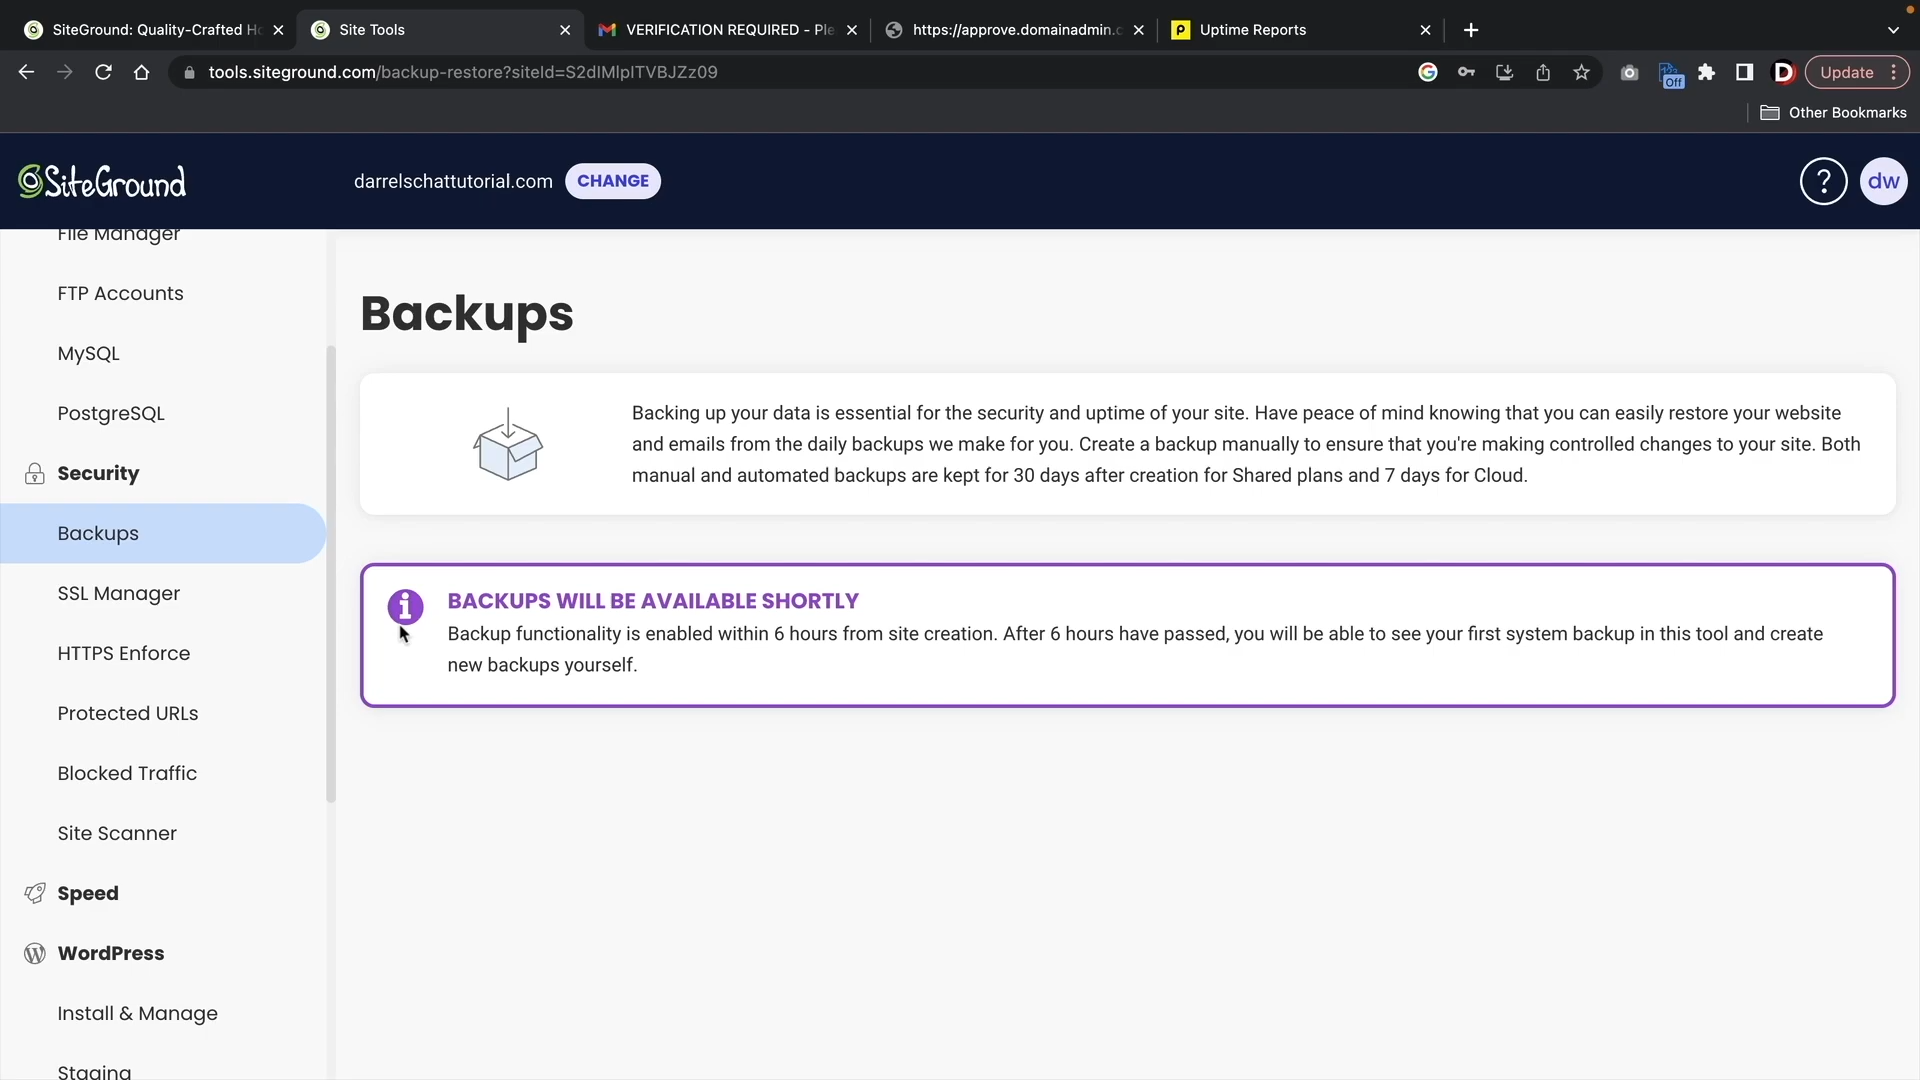 SiteGround: Quality-Crafted Ho
Site Tools
VERIFICATION REQUIRED - Ple
https://approve.domainadmin.c
Uptime Reports
tools.siteground.com/backup-restore?siteId=S2dIMlplTVBJZz09
Off
Update
Other Bookmarks
SiteGround
darrelschattutorial.com
CHANGE
?
dw
File Manager
FTP Accounts
MySQL
PostgreSQL
Security
Backups
SSL Manager
HTTPS Enforce
Protected URLs
Blocked Traffic
Site Scanner
Speed
WordPress
Install & Manage
Staging
Backups
Backing up your data is essential for the security and uptime of your site. Have peace of mind knowing that you can easily restore your website
and emails from the daily backups we make for you. Create a backup manually to ensure that you're making controlled changes to your site. Both
manual and automated backups are kept for 30 days after creation for Shared plans and 7 days for Cloud.
BACKUPS WILL BE AVAILABLE SHORTLY
Backup functionality is enabled within 6 hours from site creation. After 6 hours have passed, you will be able to see your first system backup in this tool and create
new backups yourself.